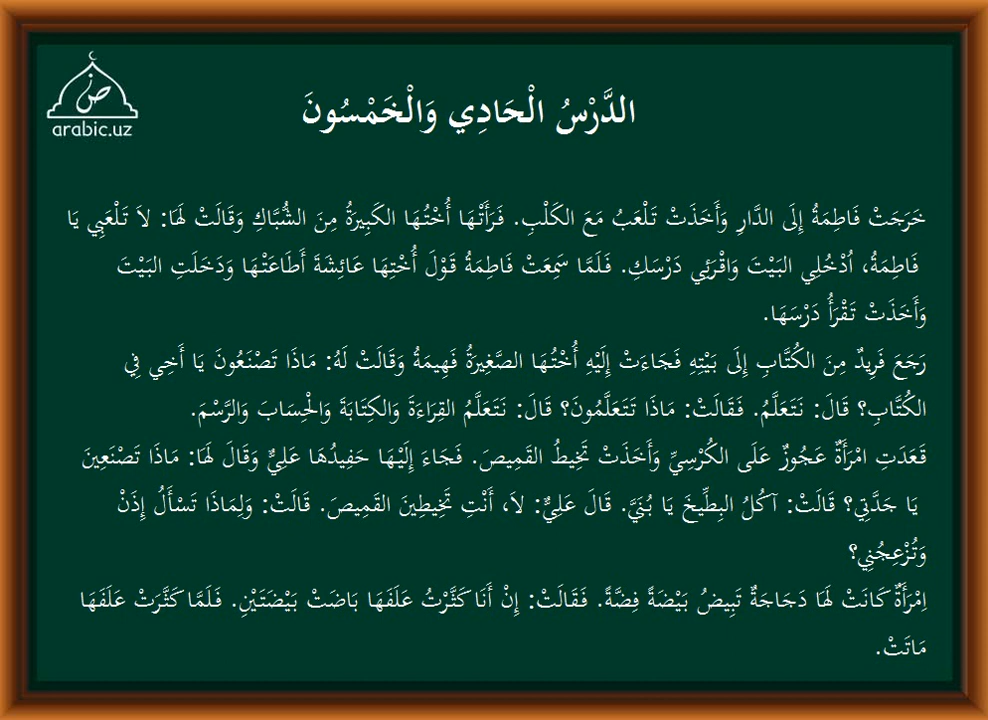 ض
arabic.uz
الدَّرْسُ الْحَادِي وَالْخَمْسُونَ
خَرَجَتْ فَاطِمَةُ إِلَى الدَّارِ وَأَخَذَتْ تَلْعَبُ مَعَ الكَلْبِ. فَرَأَتْهَا أُخْتُهَا الكَبِيرَةُ مِنَ الشُّبَّاكِ وَقَالَتْ لَهَا: لاَ تَلْعَبِي يَا
فَاطِمَةُ، اُدْخُلِي البَيْتَ وَاقْرَئِي دَرْسَكِ. فَلَمَّا سَمِعَتْ فَاطِمَةُ قَوْلَ أُخْتِهَا عَائِشَةَ أَطَاعَتْهَا وَدَخَلَتِ البَيْتَ
وَأَخَذَتْ تَقْرَأُ دَرْسَهَا.
رَجَعَ فَرِيدٌ مِنَ الكُتَّابِ إِلَى بَيْتِهِ فَجَاءَتْ إِلَيْهِ أُخْتُهَا الصَّغِيرَةُ فَهِيمَةُ وَقَالَتْ لَهُ: مَاذَا تَصْنَعُونَ يَا أَخِي فِي
الكُتَّابِ؟ قَالَ: نَتَعَلَّمُ. فَقَالَتْ: مَاذَا تَتَعَلَّمُونَ؟ قَالَ: نَتَعَلَّمُ القِرَاءَةَ وَالكِتَابَةَ وَالْحِسَابَ وَالرَّسْمَ.
قَعَدَتِ امْرَأَةٌ عَجُوزٌ عَلَى الكُرْسِيِّ وَأَخَذَتْ تَخِيطُ القَمِيصَ. فَجَاءَ إِلَيْهَا حَفِيدُهَا عَلِيٌّ وَقَالَ لَهَا: مَاذَا تَصْنَعِينَ
يَا جَدَّتِي؟ قَالَتْ: آكُلُ البِطِّيخَ يَا بُنَيَّ. قَالَ عَلِيٌّ: لاَ، أَنْتِ تَخِيطِينَ القَمِيصَ. قَالَتْ: وَلِمَاذَا تَسْأَلُ إِذَنْ
وَتُزْعِجُنِي؟
اِمْرَأَةٌ كَانَتْ لَهَا دَجَاجَةٌ تَبِيضُ بَيْضَةً فِضَّةً. فَقَالَتْ: إِنْ أَنَا كَثَّرْتُ عَلَفَهَا بَاضَتْ بَيْضَتَيْنِ. فَلَمَّا كَثَّرَتْ عَلَفَهَا
مَاتَتْ.